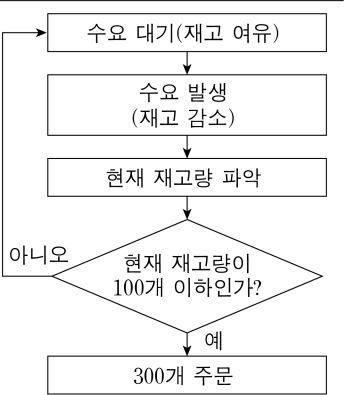 수요 대기(재고 여유)
수요 발생
(재고 감소)
현재 재고량 파악
아니오
현재 재고량이
100개 이하인가?
예
300개 주문